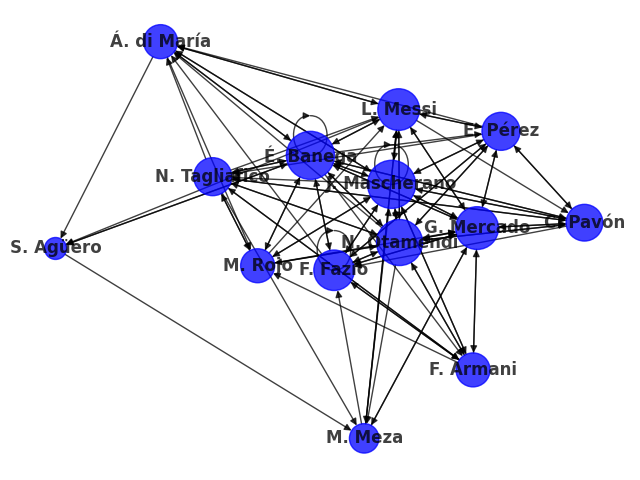 Á. di María
L. Messi
E. Pérez
É. Banega
N. Tagliafico
J. Mascherano
Pavón
G. Mercado
N. Otamendi
S. Agüero
M. Rojo
F. Fazio
F. Armani
M. Meza